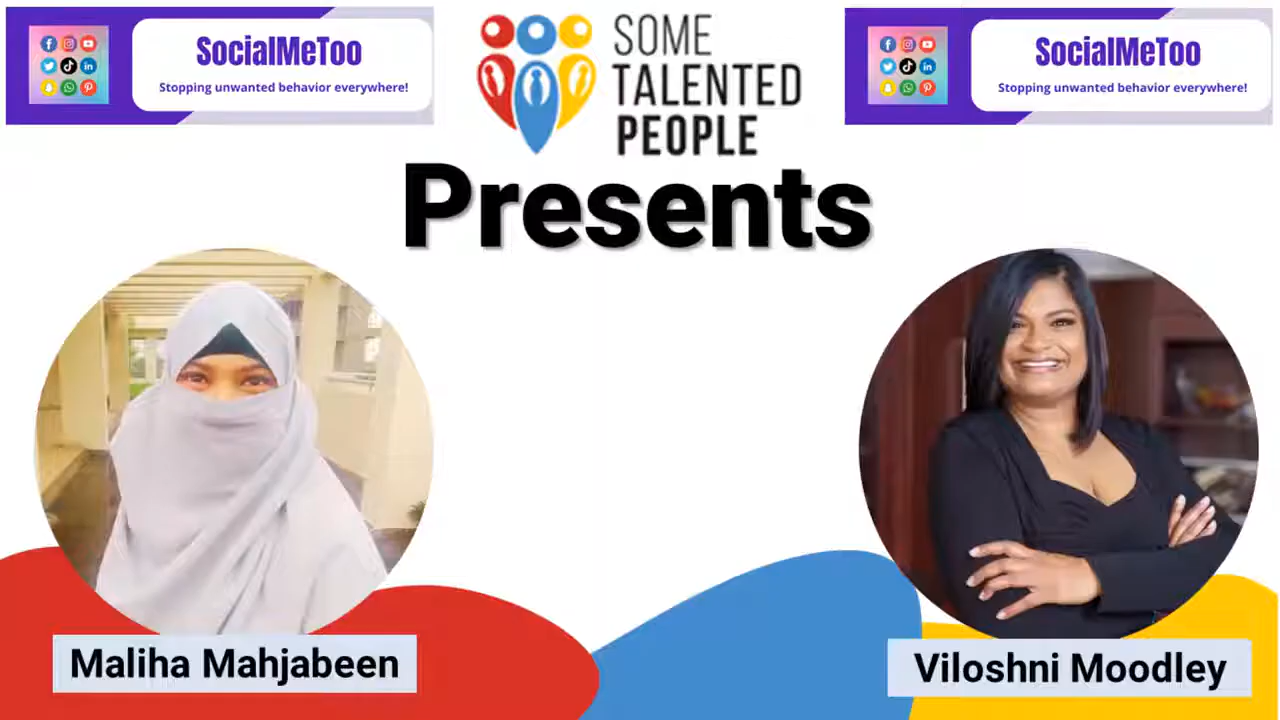 SocialMeToo
Stopping unwanted behavior everywhere!
SOME
TALENTED
PEOPLE
SocialMeToo
Stopping unwanted behavior everywhere!
Presents
Maliha Mahjabeen
Viloshni Moodley